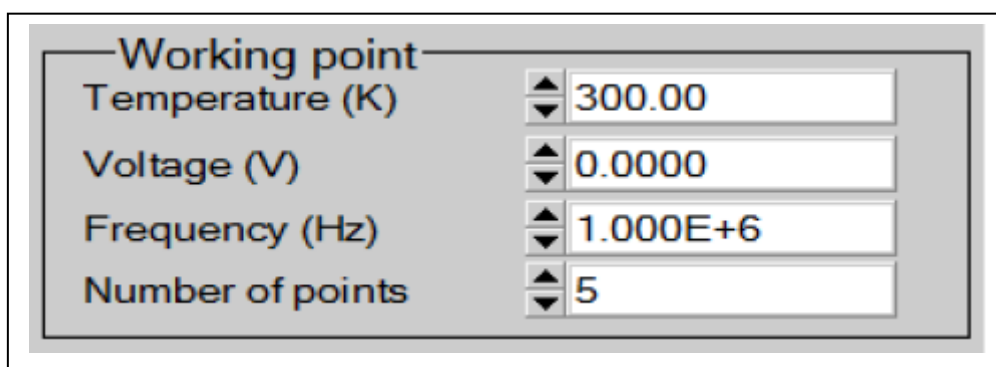 Working point
Temperature (K) 300.00
Voltage (V) 0.0000
Frequency (Hz) 1.000E+6
Number of points 5